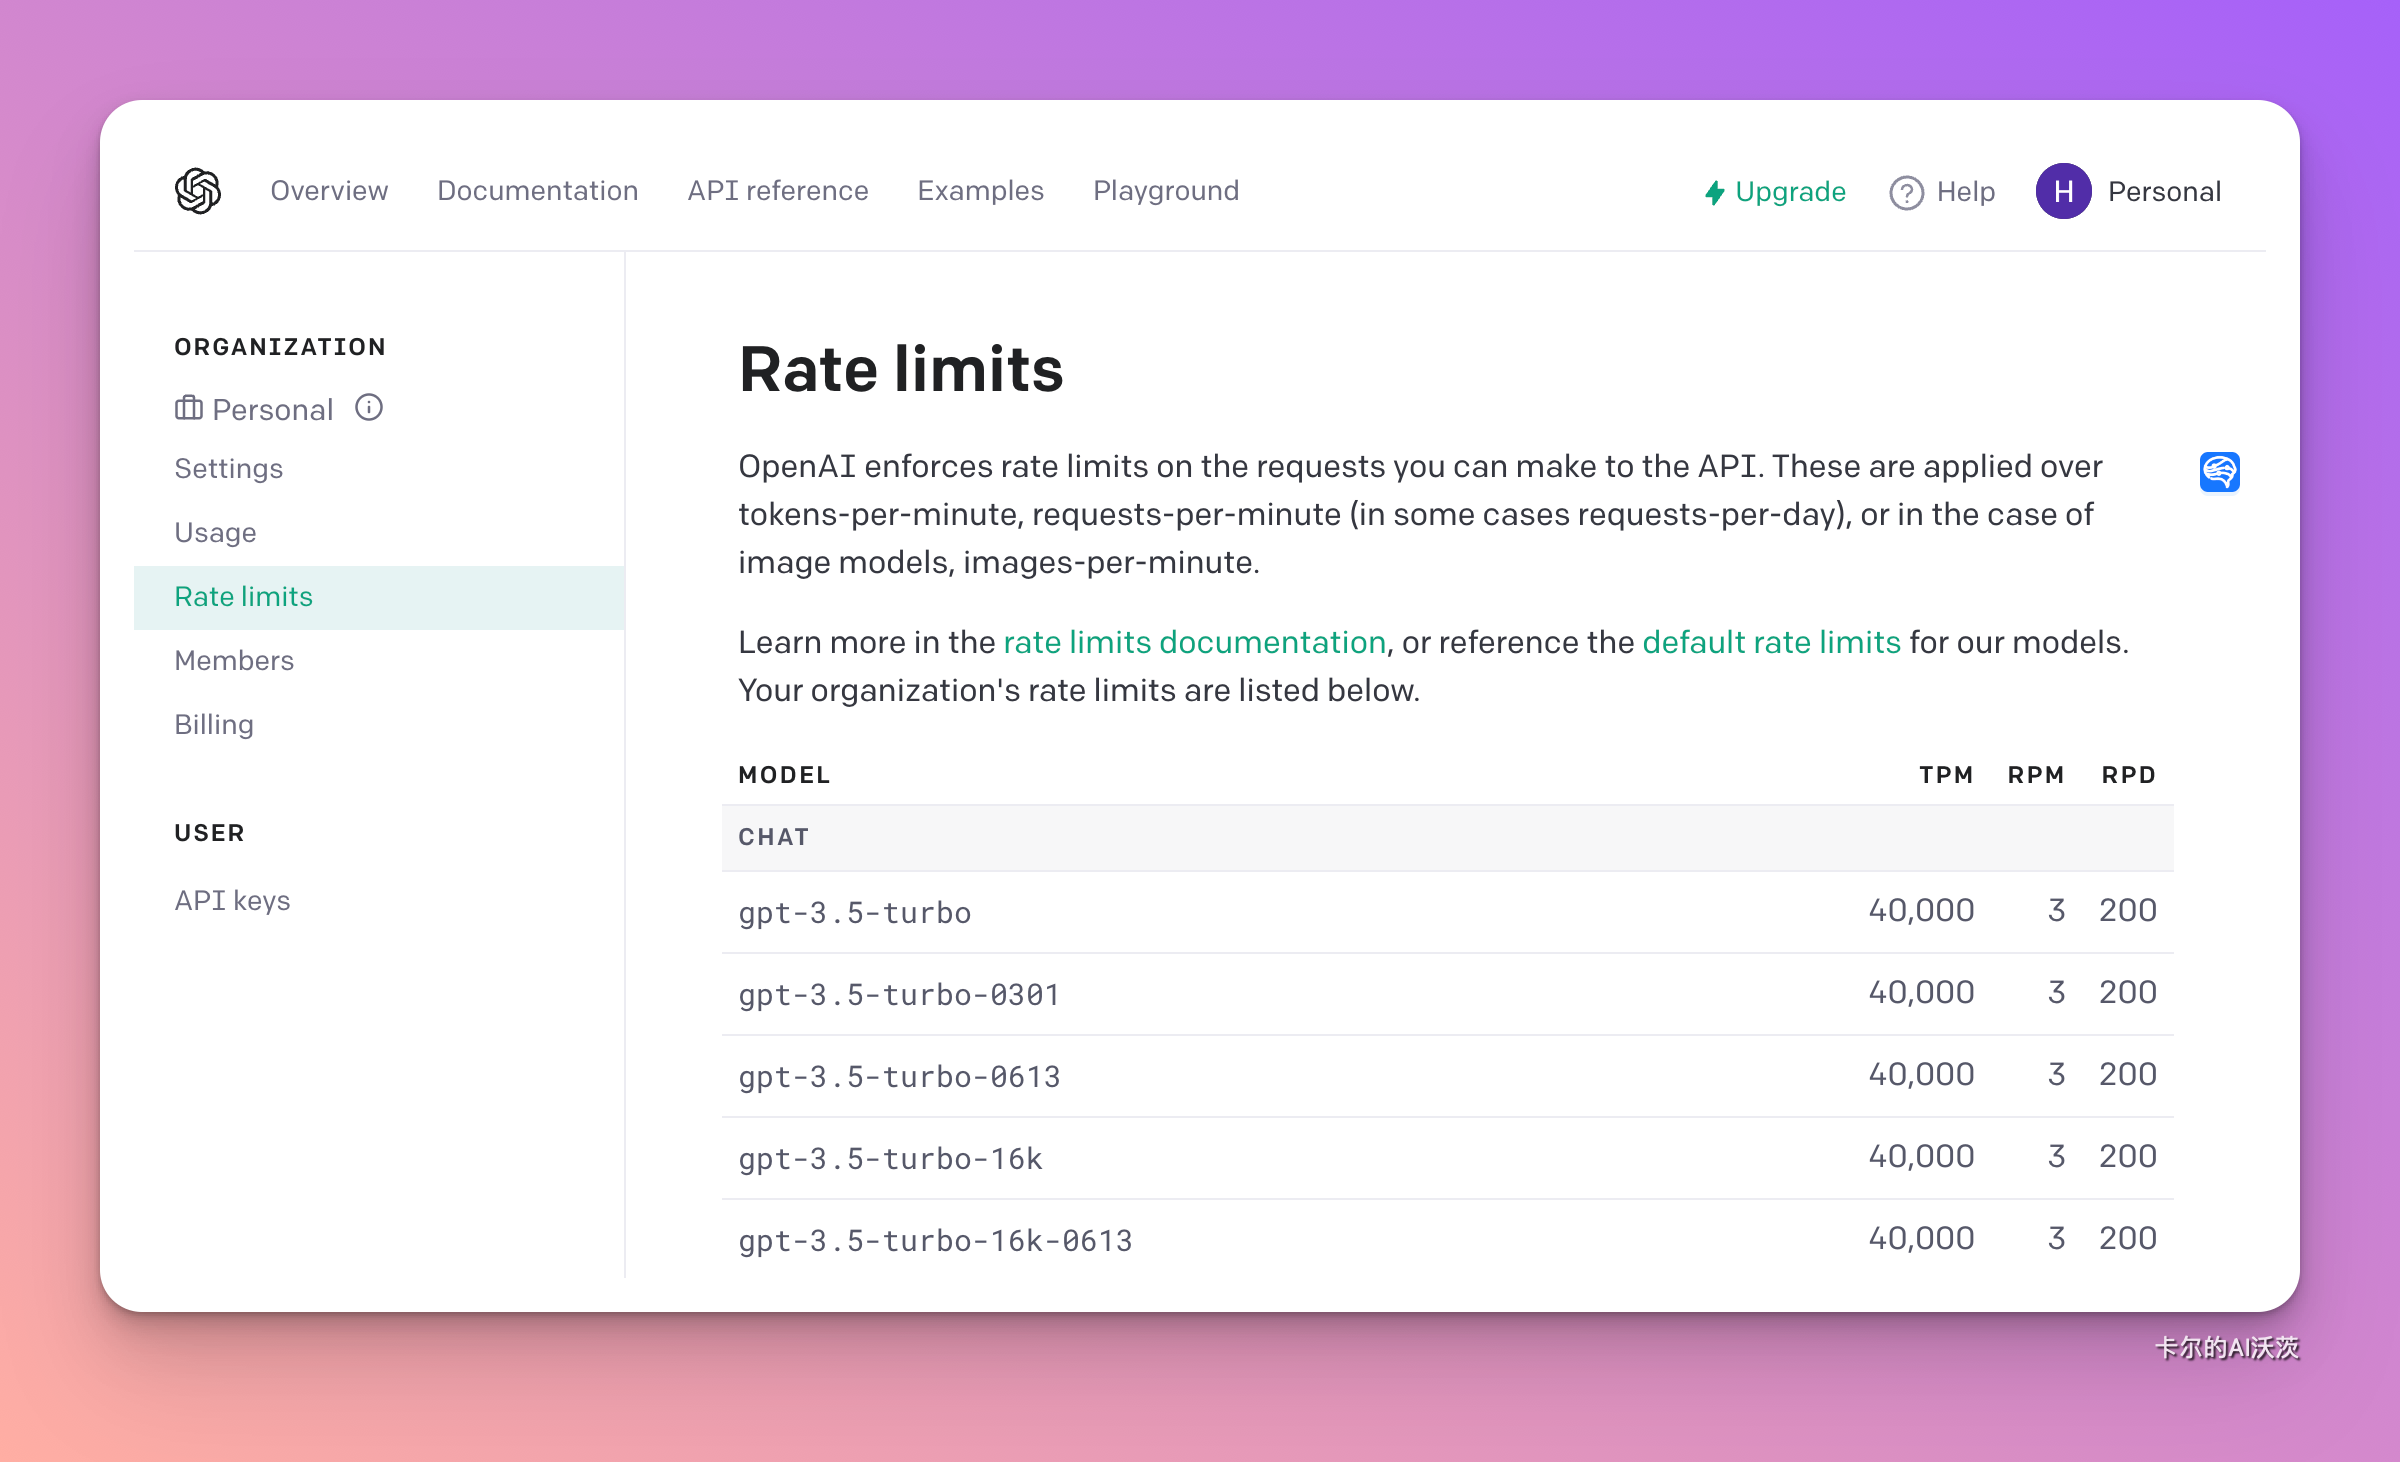 Overview Documentation API reference Examples Playground Upgrade Help H Personal
ORGANIZATION
Personal
Settings
Usage
Rate limits
Members
Billing
USER
API keys
Rate limits
OpenAI enforces rate limits on the requests you can make to the API. These are applied over
tokens-per-minute, requests-per-minute (in some cases requests-per-day), or in the case of
image models, images-per-minute.
Learn more in the rate limits documentation, or reference the default rate limits for our models.
Your organization's rate limits are listed below.
MODEL TPM RPM RPD
CHAT
gpt-3.5-turbo 40,000 3 200
gpt-3.5-turbo-0301 40,000 3 200
gpt-3.5-turbo-0613 40,000 3 200
gpt-3.5-turbo-16k 40,000 3 200
gpt-3.5-turbo-16k-0613 40,000 3 200
卡尔的AI沃茨